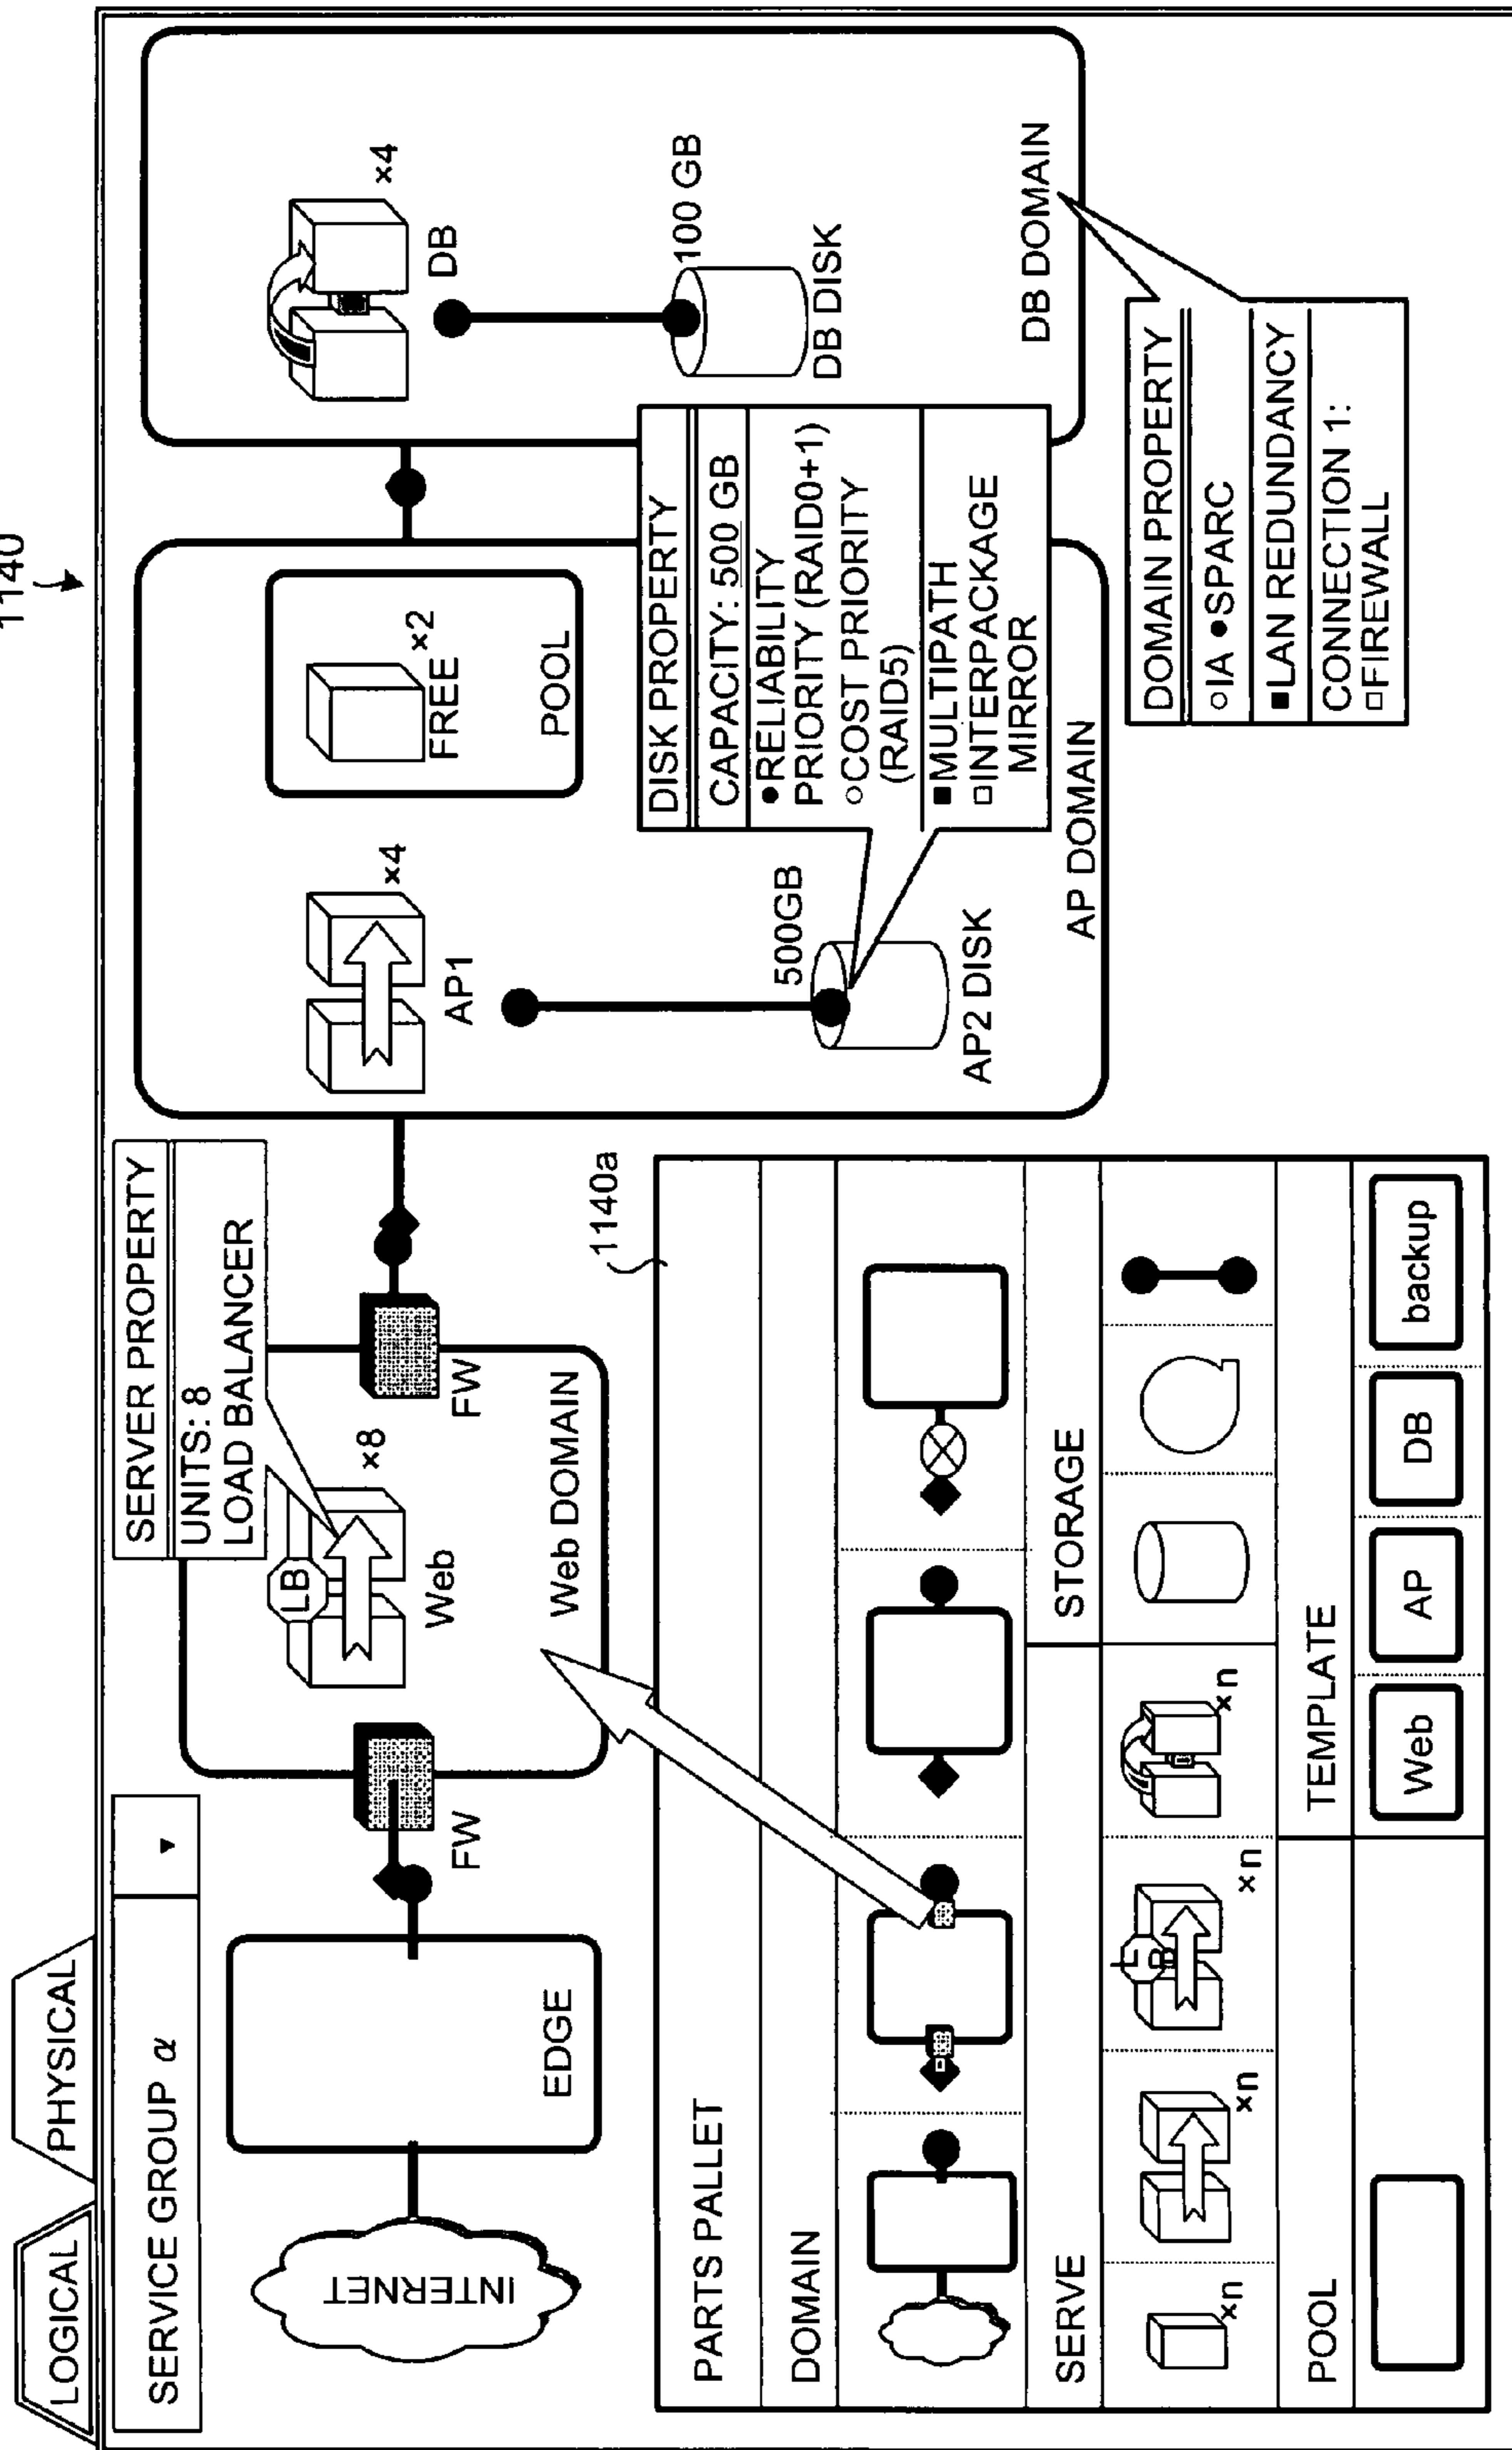 1140
LOGICAL
PHYSICAL
SERVICE GROUP α
▼
INTERNET
EDGE
FW
LB
×8
Web
Web DOMAIN
FW
SERVER PROPERTY
UNITS: 8
LOAD BALANCER
×4
AP1
500GB
AP2 DISK
AP DOMAIN
×2
FREE
POOL
DISK PROPERTY
CAPACITY: 500 GB
●RELIABILITY
PRIORITY (RAID0+1)
○COST PRIORITY
(RAID5)
■MULTIPATH
□INTERPACKAGE
MIRROR
×4
DB
100 GB
DB DISK
DB DOMAIN
DOMAIN PROPERTY
○IA ●SPARC
■LAN REDUNDANCY
CONNECTION 1:
□FIREWALL
1140a
PARTS PALLET
DOMAIN
SERVE
STORAGE
×n
×n
LB
×n
×n
POOL
TEMPLATE
Web
AP
DB
backup